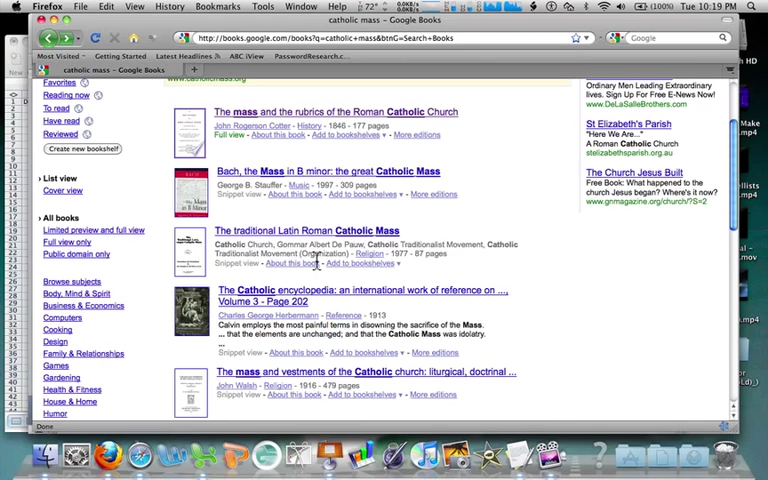 Firefox File Edit View History Bookmarks Tools Window Help 72° 0.0KB/s 0.0KB/s (100%) Tue 10:19 PM
catholic mass - Google Books
http://books.google.com/books?q=catholic+mass&btnG=Search+Books
Google
Most Visited Getting Started Latest Headlines ABC iView PasswordResearch.c...
catholic mass - Google Books
Favorites
Reading now
To read
Have read
Reviewed
Create new bookshelf
List view
Cover view
All books
Limited preview and full view
Full view only
Public domain only
Browse subjects
Body, Mind & Spirit
Business & Economics
Computers
Cooking
Design
Family & Relationships
Games
Gardening
Health & Fitness
House & Home
Humor
www.catholicmass.org
The mass and the rubrics of the Roman Catholic Church
John Rogerson Cotter - History - 1846 - 177 pages
Full view - About this book - Add to bookshelves - More editions
Bach, the Mass in B minor: the great Catholic Mass
George B. Stauffer - Music - 1997 - 309 pages
Snippet view - About this book - Add to bookshelves - More editions
The traditional Latin Roman Catholic Mass
Catholic Church, Gommar Albert De Pauw, Catholic Traditionalist Movement, Catholic
Traditionalist Movement (Organization) - Religion - 1977 - 87 pages
Snippet view - About this book - Add to bookshelves
The Catholic encyclopedia: an international work of reference on ...,
Volume 3 - Page 202
Charles George Herbermann - Reference - 1913
Calvin employs the most painful terms in disowning the sacrifice of the Mass.
... that the elements are unchanged; and that the Catholic Mass was idolatry.
...
Snippet view - About this book - Add to bookshelves - More editions
The mass and vestments of the Catholic church: liturgical, doctrinal ...
John Walsh - Religion - 1916 - 479 pages
Snippet view - About this book - Add to bookshelves - More editions
Ordinary Men Leading Extraordinary
lives. Sign Up For Free E-News Now!
www.DeLaSalleBrothers.com
St Elizabeth's Parish
"Here We Are..."
A Roman Catholic Church
stelizabethsparish.org.au
The Church Jesus Built
Free Book: What happened to the
church Jesus began? Where's it now?
www.gnmagazine.org/church/?S=2
Done